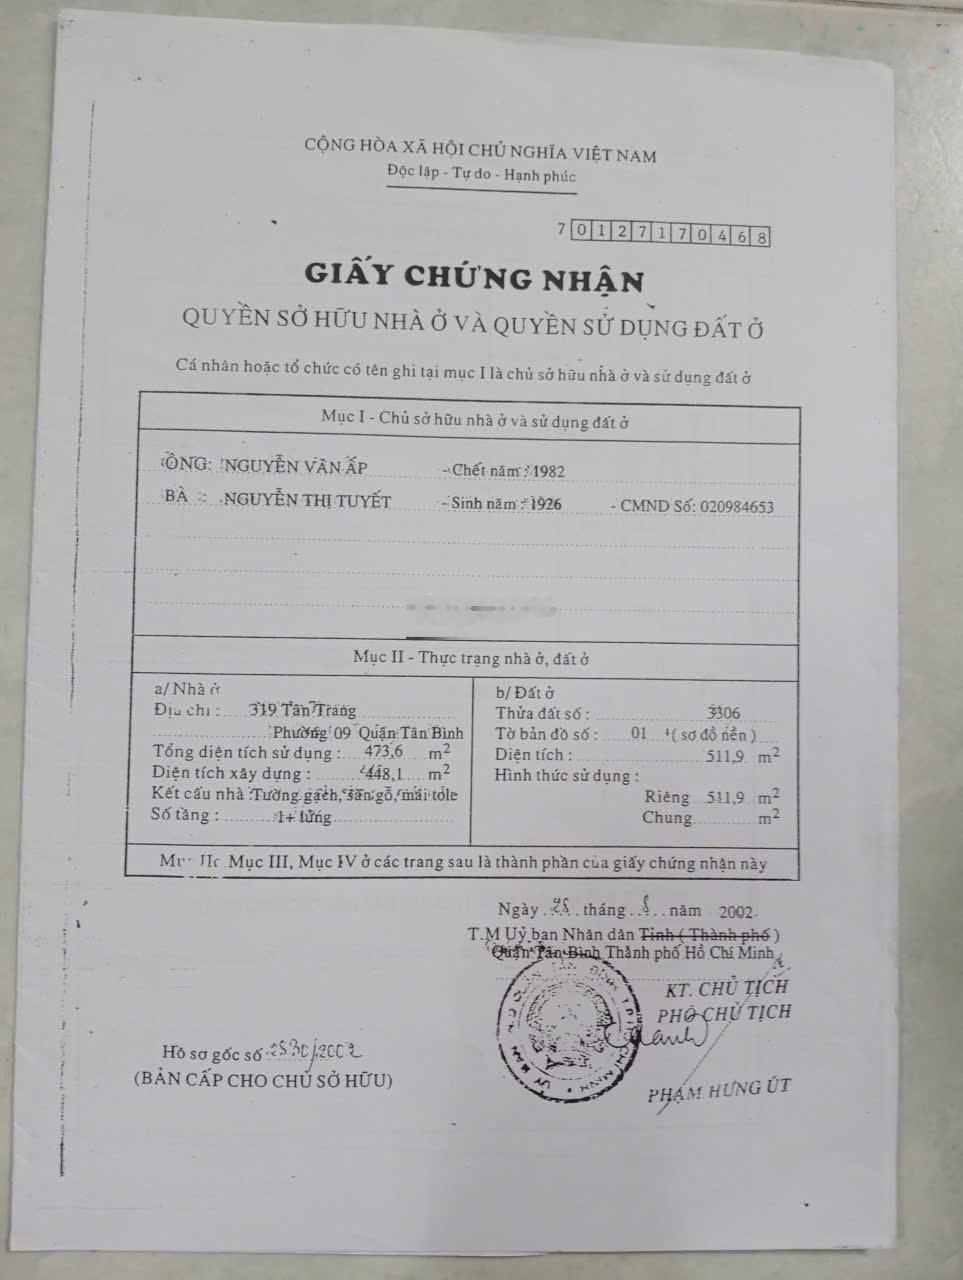 CỘNG HÒA XÃ HỘI CHỦ NGHĨA VIỆT NAM
Độc lập - Tự do - Hạnh phúc
7 0 1 2 7 1 7 0 4 6 8
GIẤY CHỨNG NHẬN
QUYỀN SỞ HỮU NHÀ Ở VÀ QUYỀN SỬ DỤNG ĐẤT Ở
Cá nhân hoặc tổ chức có tên ghi tại mục I là chủ sở hữu nhà ở và sử dụng đất ở
Mục I - Chủ sở hữu nhà ở và sử dụng đất ở
ÔNG: NGUYỄN VĂN ẤP - Chết năm : 1982
BÀ : NGUYỄN THỊ TUYẾT - Sinh năm : 1926 - CMND Số: 020984653
Mục II - Thực trạng nhà ở, đất ở
a/ Nhà ở
Địa chỉ : 319 Tân Trang
Phường 09 Quận Tân Bình
Tổng diện tích sử dụng : 473,6 m2
Diện tích xây dựng : 448,1 m2
Kết cấu nhà : Tường gạch, sàn gỗ, mái tole
Số tầng : 1+ lửng
b/ Đất ở
Thửa đất số : 3306
Tờ bản đồ số : 01 ( sơ đồ nền )
Diện tích : 511,9 m2
Hình thức sử dụng :
Riêng 511,9 m2
Chung m2
Mục III, Mục IV ở các trang sau là thành phần của giấy chứng nhận này
Ngày tháng năm 2002
T.M Uỷ ban Nhân dân Tỉnh ( Thành phố )
Quận Tân Bình Thành phố Hồ Chí Minh
KT. CHỦ TỊCH
PHÓ CHỦ TỊCH
PHẠM HƯNG ÚT
Hồ sơ gốc số /2002
(BẢN CẤP CHO CHỦ SỞ HỮU)